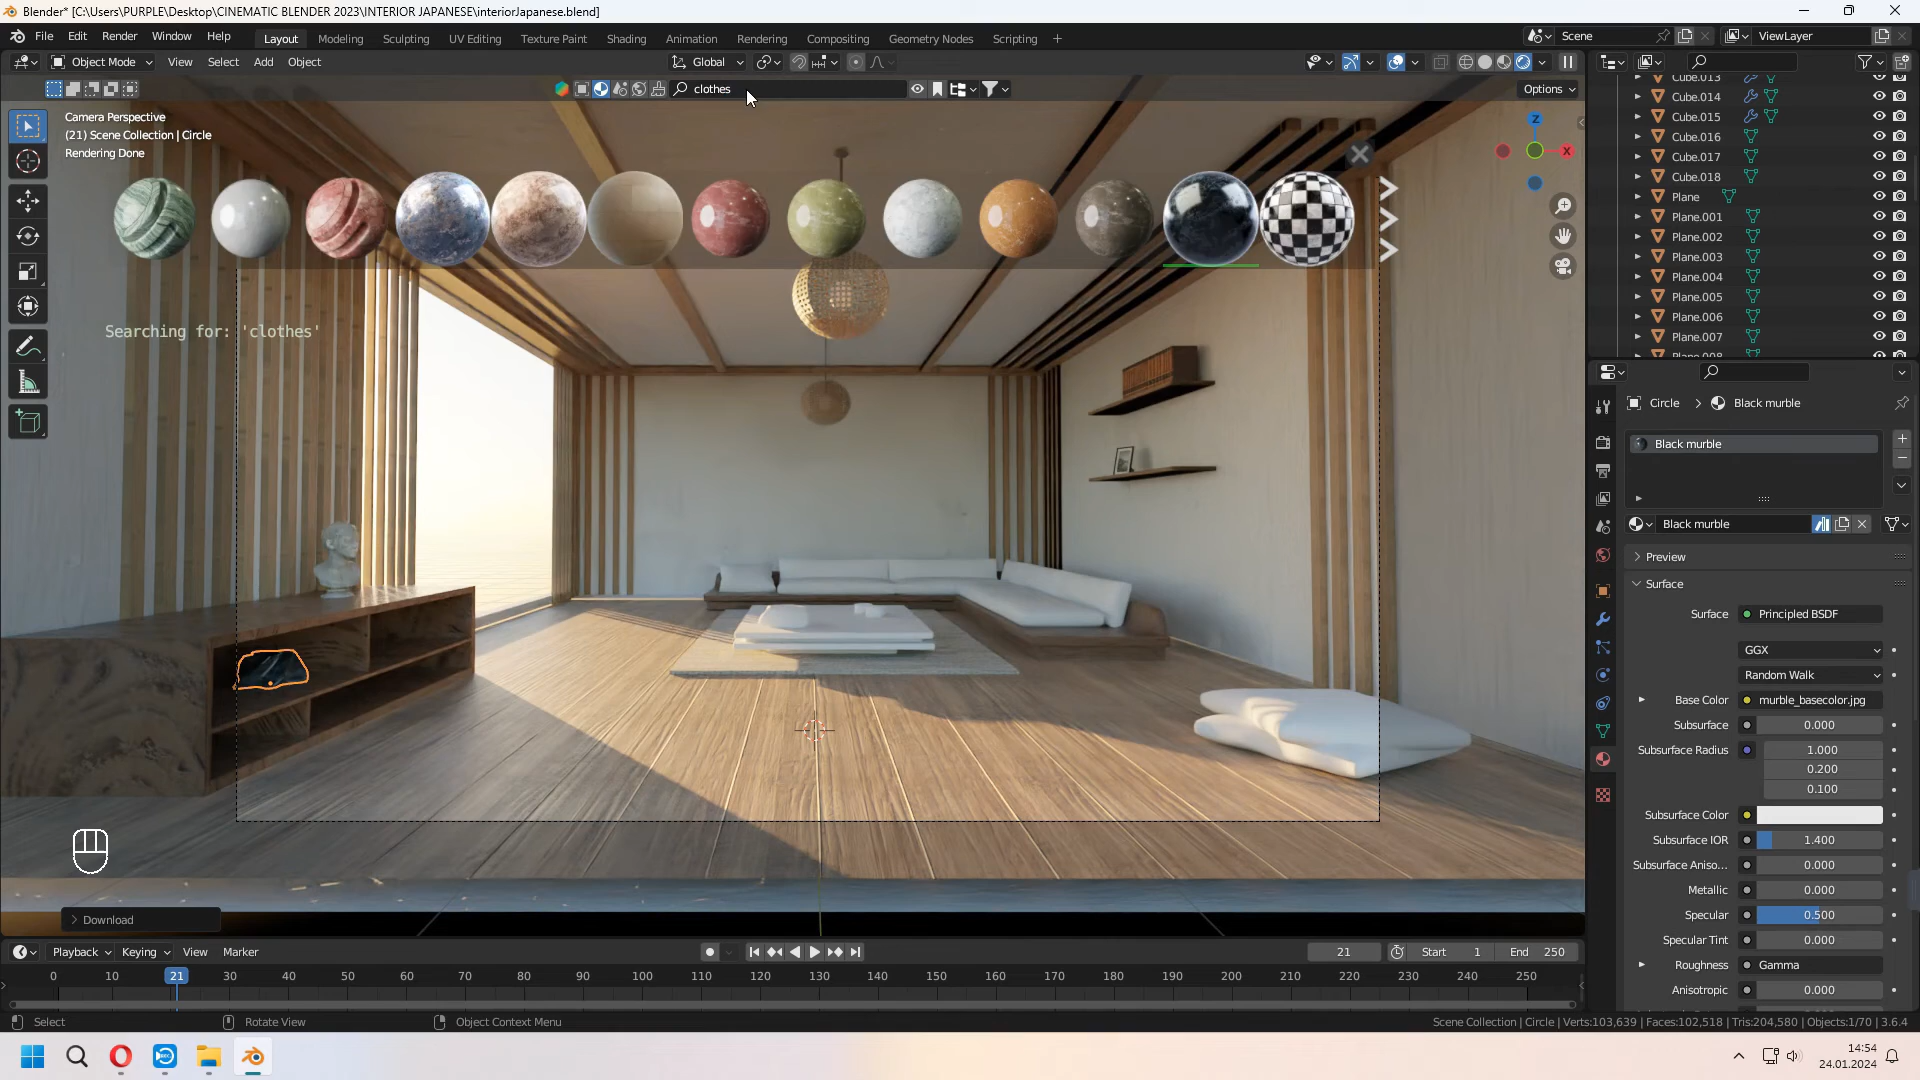 Blender* [C:\Users\PURPLE\Desktop\CINEMATIC BLENDER 2023\INTERIOR JAPANESE\interiorJapanese.blend]
File Edit Render Window Help
Layout Modeling Sculpting UV Editing Texture Paint Shading Animation Rendering Compositing Geometry Nodes Scripting +
Scene
ViewLayer
Object Mode View Select Add Object
Global
clothes
Options
Camera Perspective
(21) Scene Collection | Circle
Rendering Done
Searching for: 'clothes'
Z
X
Download
Cube.013
Cube.014
Cube.015
Cube.016
Cube.017
Cube.018
Plane
Plane.001
Plane.002
Plane.003
Plane.004
Plane.005
Plane.006
Plane.007
Plane.008
Circle > Black murble
Black murble
Black murble
Preview
Surface
Surface Principled BSDF
GGX
Random Walk
Base Color murble_basecolor.jpg
Subsurface 0.000
Subsurface Radius 1.000
0.200
0.100
Subsurface Color
Subsurface IOR 1.400
Subsurface Aniso... 0.000
Metallic 0.000
Specular 0.500
Specular Tint 0.000
Roughness Gamma
Anisotropic 0.000
Playback Keying View Marker
21 Start 1 End 250
0 10 21 30 40 50 60 70 80 90 100 110 120 130 140 150 160 170 180 190 200 210 220 230 240 250
Select Rotate View Object Context Menu
Scene Collection | Circle | Verts:103,639 | Faces:102,518 | Tris:204,580 | Objects:1/70 | 3.6.4
14:54
24.01.2024